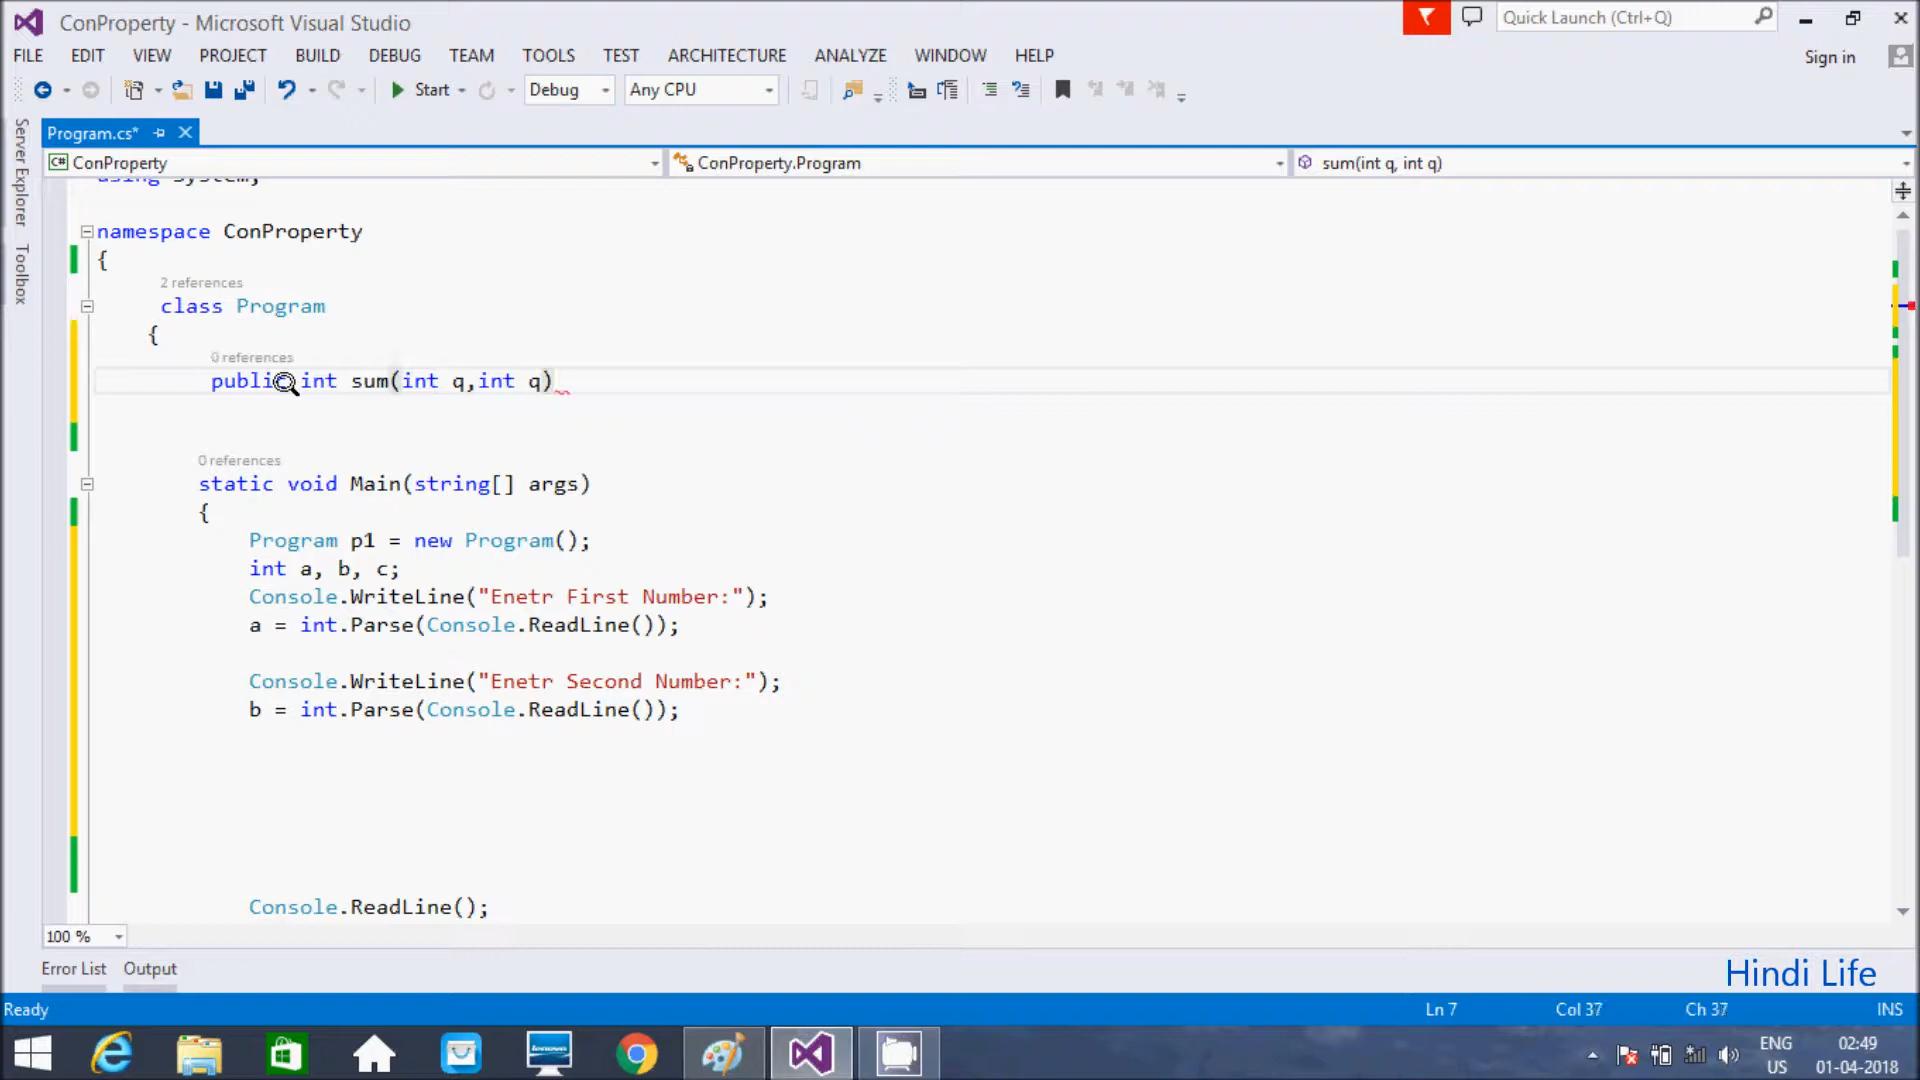 ConProperty - Microsoft Visual Studio
Quick Launch (Ctrl+Q)
FILE EDIT VIEW PROJECT BUILD DEBUG TEAM TOOLS TEST ARCHITECTURE ANALYZE WINDOW HELP
Sign in
Start Debug Any CPU
Server Explorer
Toolbox
Program.cs*
C# ConProperty
ConProperty.Program
sum(int q, int q)
using System;
namespace ConProperty
{
2 references
class Program
{
0 references
public int sum(int q,int q)
0 references
static void Main(string[] args)
{
Program p1 = new Program();
int a, b, c;
Console.WriteLine("Enetr First Number:");
a = int.Parse(Console.ReadLine());
Console.WriteLine("Enetr Second Number:");
b = int.Parse(Console.ReadLine());
Console.ReadLine();
100 %
Error List Output
Hindi Life
Ready
Ln 7 Col 37 Ch 37 INS
ENG 02:49
US 01-04-2018